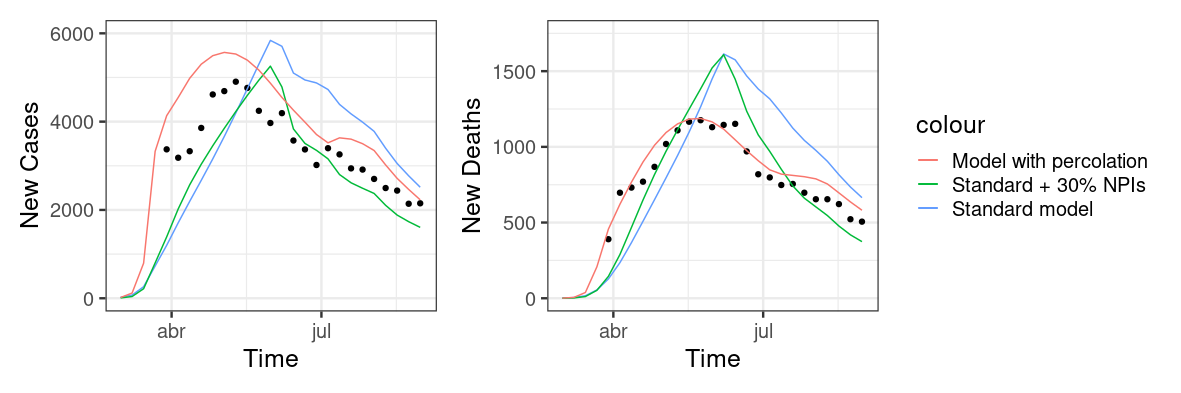 New Cases
6000
4000
2000
0
abr
jul
Time
New Deaths
1500
1000
500
0
abr
jul
Time
colour
Model with percolation
Standard + 30% NPIs
Standard model